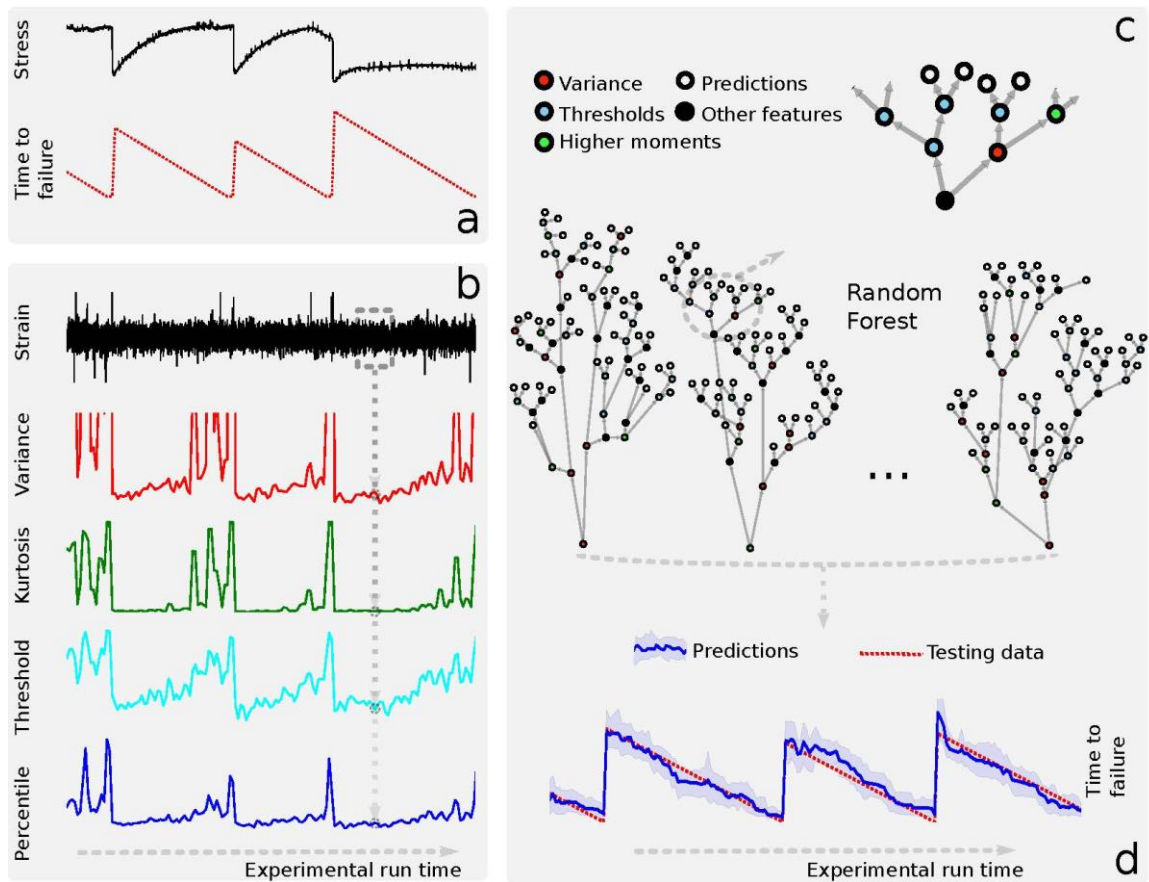 Stress
Time to
failure
a
b
Strain
Variance
Kurtosis
Threshold
Percentile
Experimental run time
c
Variance
Predictions
Thresholds
Other features
Higher moments
Random
Forest
...
Predictions
Testing data
Time to
failure
Experimental run time
d